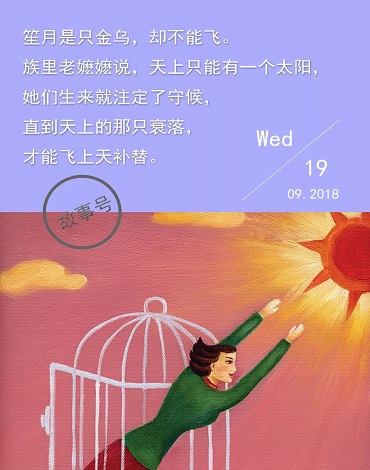 笙月是只金乌，却不能飞。
族里老嬷嬷说，天上只能有一个太阳，
她们生来就注定了守候，
直到天上的那只衰落，
才能飞上天补替。
Wed
19
09.2018
故事号